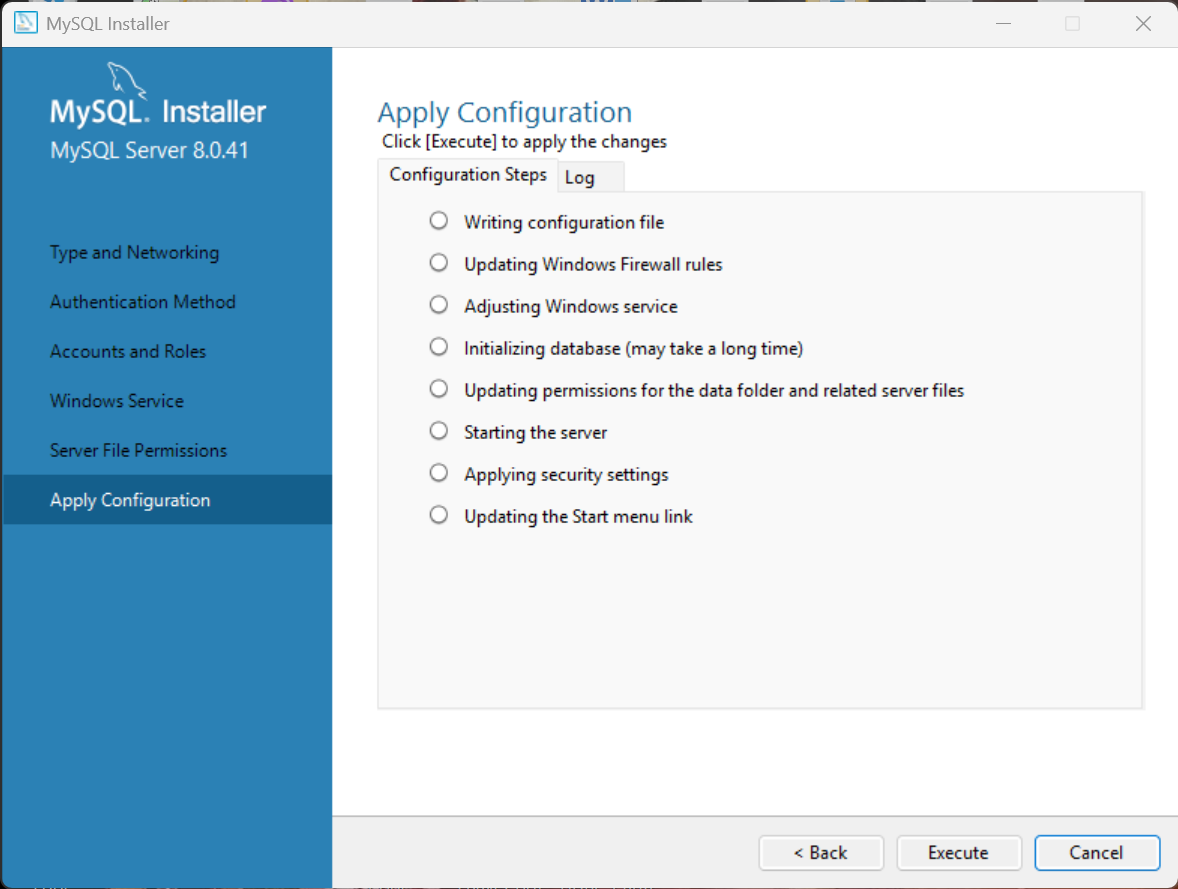 MySQL Installer
MySQL. Installer
MySQL Server 8.0.41
Type and Networking
Authentication Method
Accounts and Roles
Windows Service
Server File Permissions
Apply Configuration
Apply Configuration
Click [Execute] to apply the changes
Configuration Steps
Log
Writing configuration file
Updating Windows Firewall rules
Adjusting Windows service
Initializing database (may take a long time)
Updating permissions for the data folder and related server files
Starting the server
Applying security settings
Updating the Start menu link
< Back
Execute
Cancel